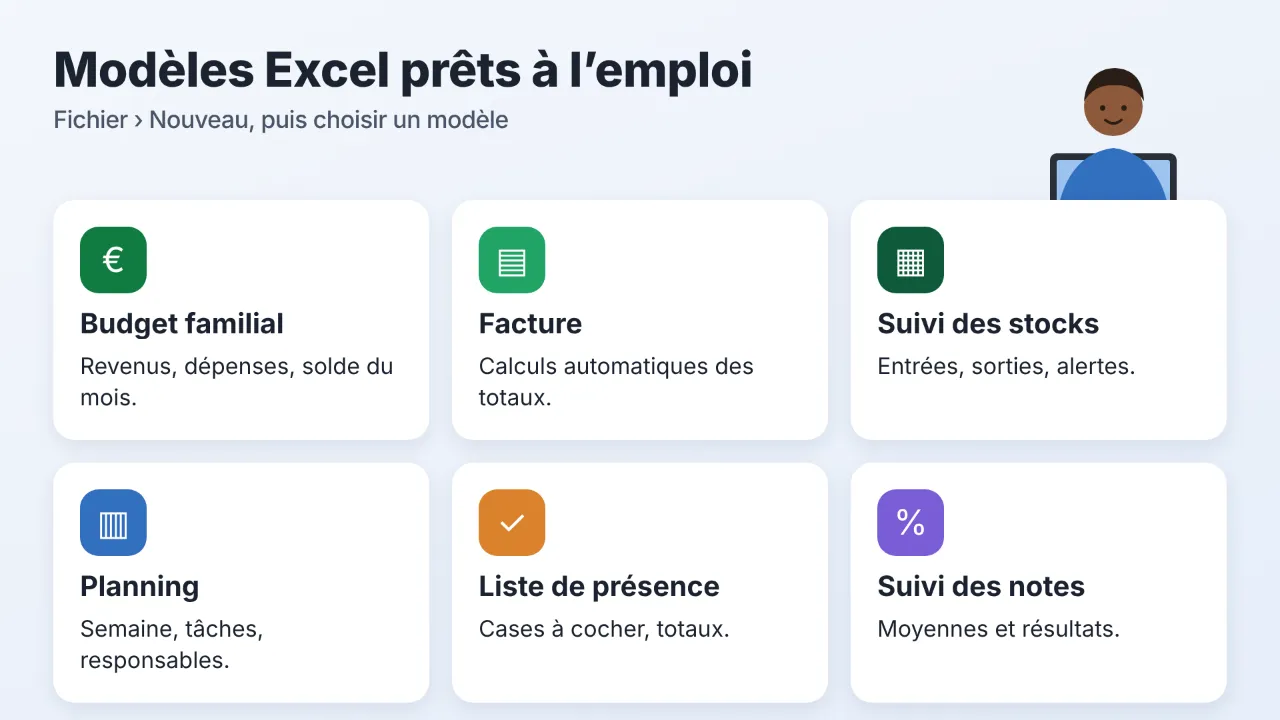 Modèles Excel prêts à l’emploi
Fichier › Nouveau, puis choisir un modèle
€
Budget familial
Revenus, dépenses, solde du
mois.
Facture
Calculs automatiques des
totaux.
Suivi des stocks
Entrées, sorties, alertes.
Planning
Semaine, tâches,
responsables.
Liste de présence
Cases à cocher, totaux.
%
Suivi des notes
Moyennes et résultats.